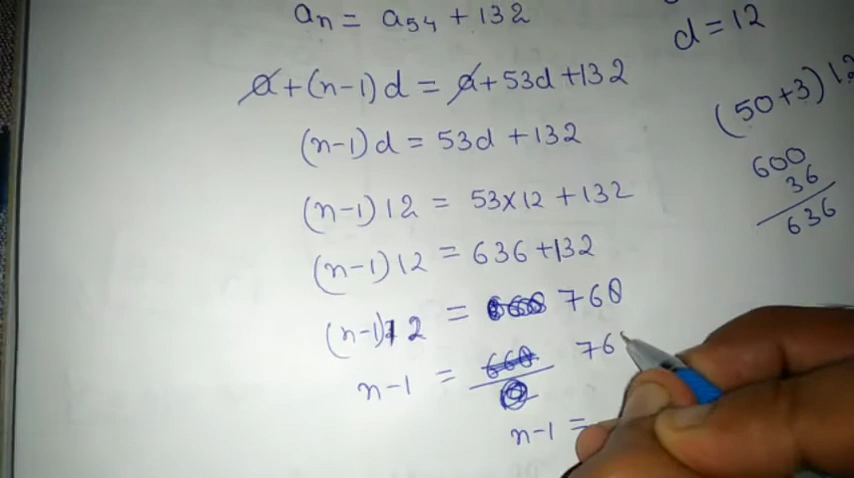 aₙ = a₅₄ + 132
d = 12
a + (n-1) d = a + 53d + 132
(50+3) 12
(n-1) d = 53d + 132
600
36
636
(n-1) 12 = 53 × 12 + 132
(n-1) 12 = 636 + 132
(n-1) 12 = 768
n-1 = 660 76
n-1 =